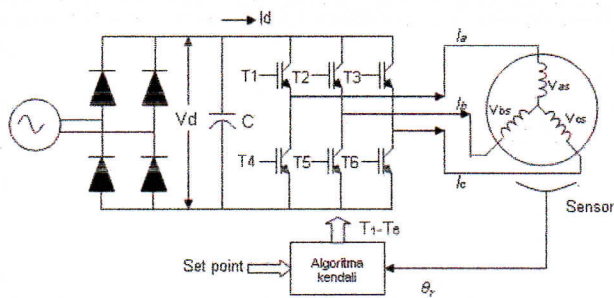 Id
Ia
T1
T2
T3
Vas
Vd
C
Ib
Vbs
Vcs
T4
T5
T6
Ic
Sensor
T1-T6
Set point
Algoritma
kendali
θr